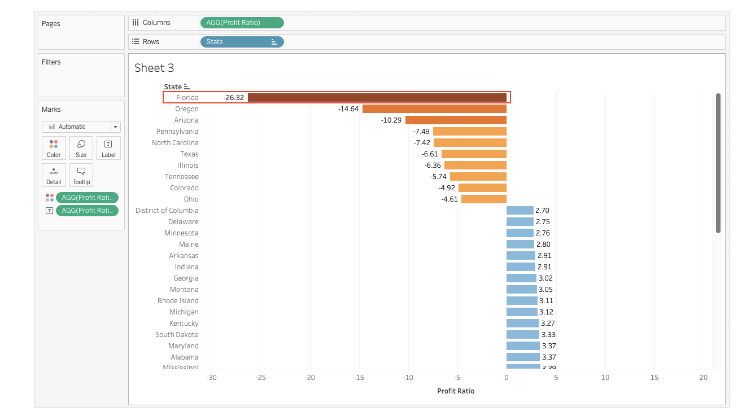 Pages
Columns
AGG(Profit Ratio)
Rows
State
Filters
Marks
Automatic
Color Size Label
Detail Tooltip
AGG(Profit Rati..
AGG(Profit Rati..
Sheet 3
State
Florida -26.32
Oregon -14.64
Arizona -10.29
Pennsylvania -7.49
North Carolina -7.42
Texas -6.61
Illinois -6.36
Tennessee -5.74
Colorado -4.92
Ohio -4.61
District of Columbia 2.70
Delaware 2.75
Minnesota 2.76
Maine 2.80
Arkansas 2.91
Indiana 2.91
Georgia 3.02
Montana 3.05
Rhode Island 3.11
Michigan 3.12
Kentucky 3.27
South Dakota 3.33
Maryland 3.37
Alabama 3.37
Mississippi
-30 -25 -20 -15 -10 -5 0 5 10 15 20
Profit Ratio